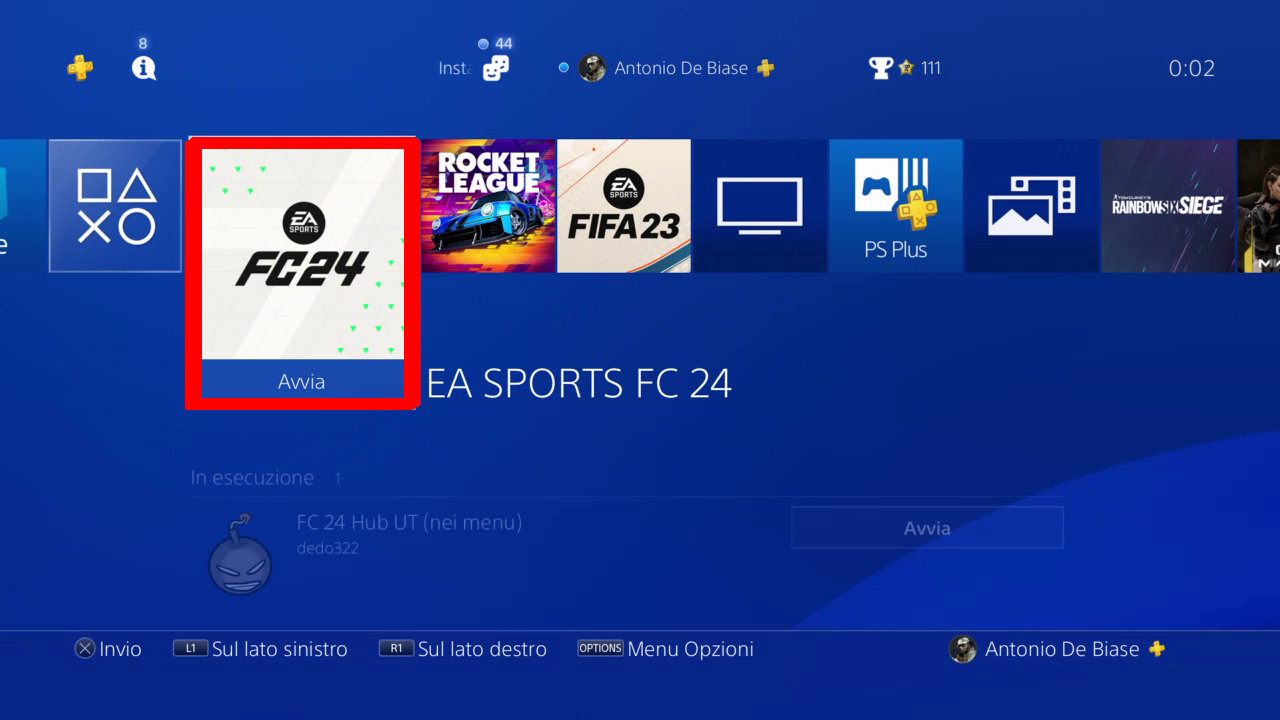 8
44
Inst
Antonio De Biase
111
0:02
e
EA SPORTS FC24
Avvia
ROCKET LEAGUE
EA SPORTS FIFA 23
PS Plus
TOM CLANCY'S RAINBOW SIX SIEGE
EA SPORTS FC 24
In esecuzione 1
FC 24 Hub UT (nei menu)
dedo322
Avvia
Invio
L1 Sul lato sinistro
R1 Sul lato destro
OPTIONS Menu Opzioni
Antonio De Biase